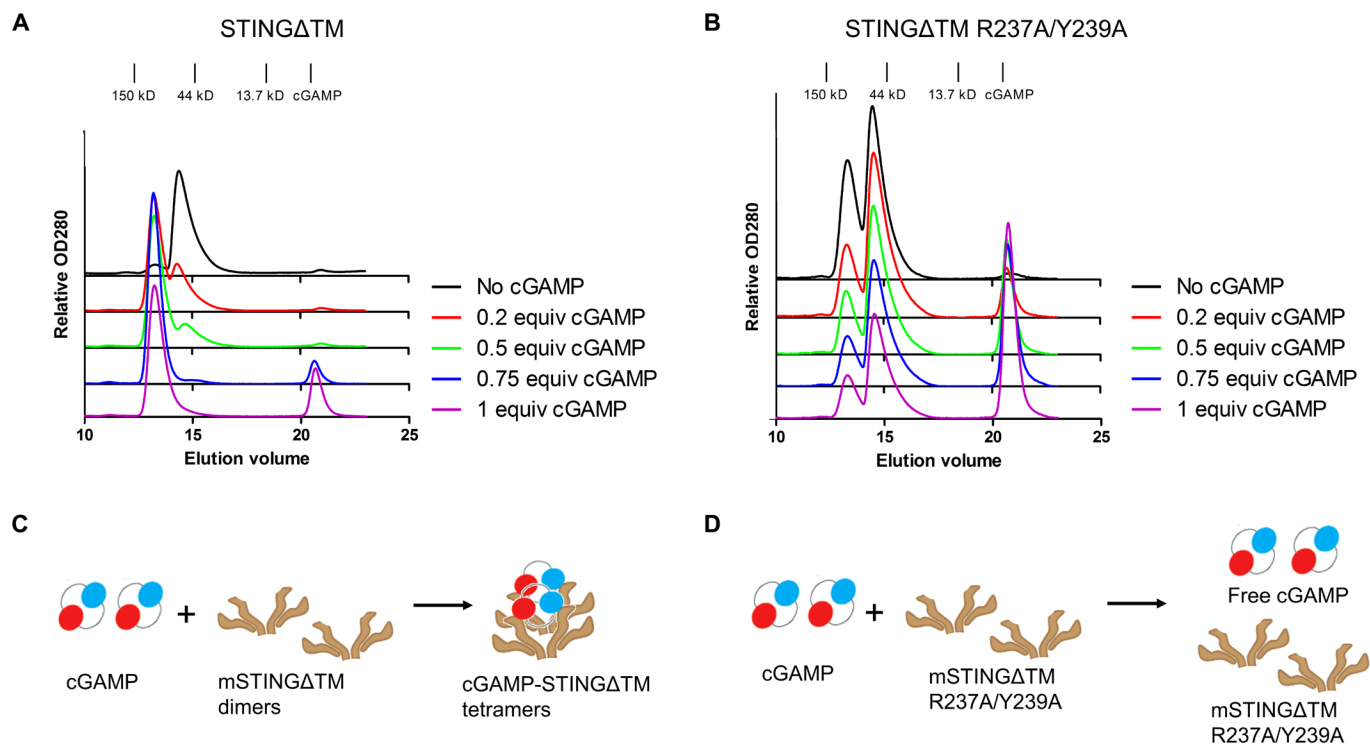 A
STINGΔTM
150 kD 44 kD 13.7 kD cGAMP
Relative OD280
No cGAMP
0.2 equiv cGAMP
0.5 equiv cGAMP
0.75 equiv cGAMP
1 equiv cGAMP
10 15 20 25
Elution volume
B
STINGΔTM R237A/Y239A
150 kD 44 kD 13.7 kD cGAMP
Relative OD280
No cGAMP
0.2 equiv cGAMP
0.5 equiv cGAMP
0.75 equiv cGAMP
1 equiv cGAMP
10 15 20 25
Elution volume
C
+
cGAMP
mSTINGΔTM
dimers
cGAMP-STINGΔTM
tetramers
D
+
cGAMP
mSTINGΔTM
R237A/Y239A
Free cGAMP
mSTINGΔTM
R237A/Y239A